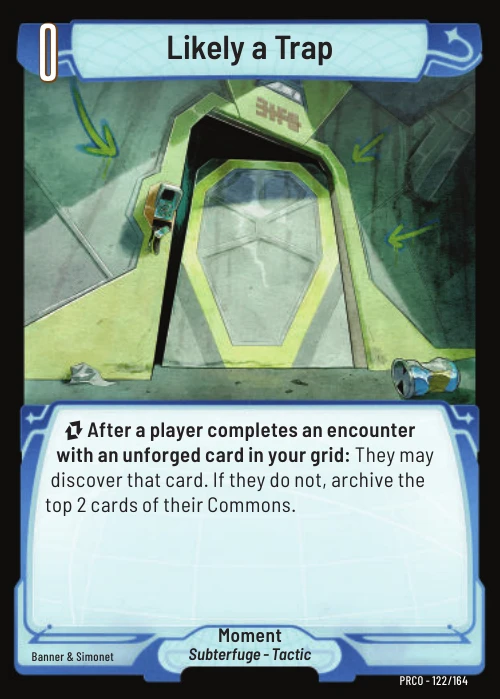 0
Likely a Trap
After a player completes an encounter
with an unforged card in your grid: They may
discover that card. If they do not, archive the
top 2 cards of their Commons.
Moment
Subterfuge - Tactic
Banner & Simonet
PRCO - 122/164